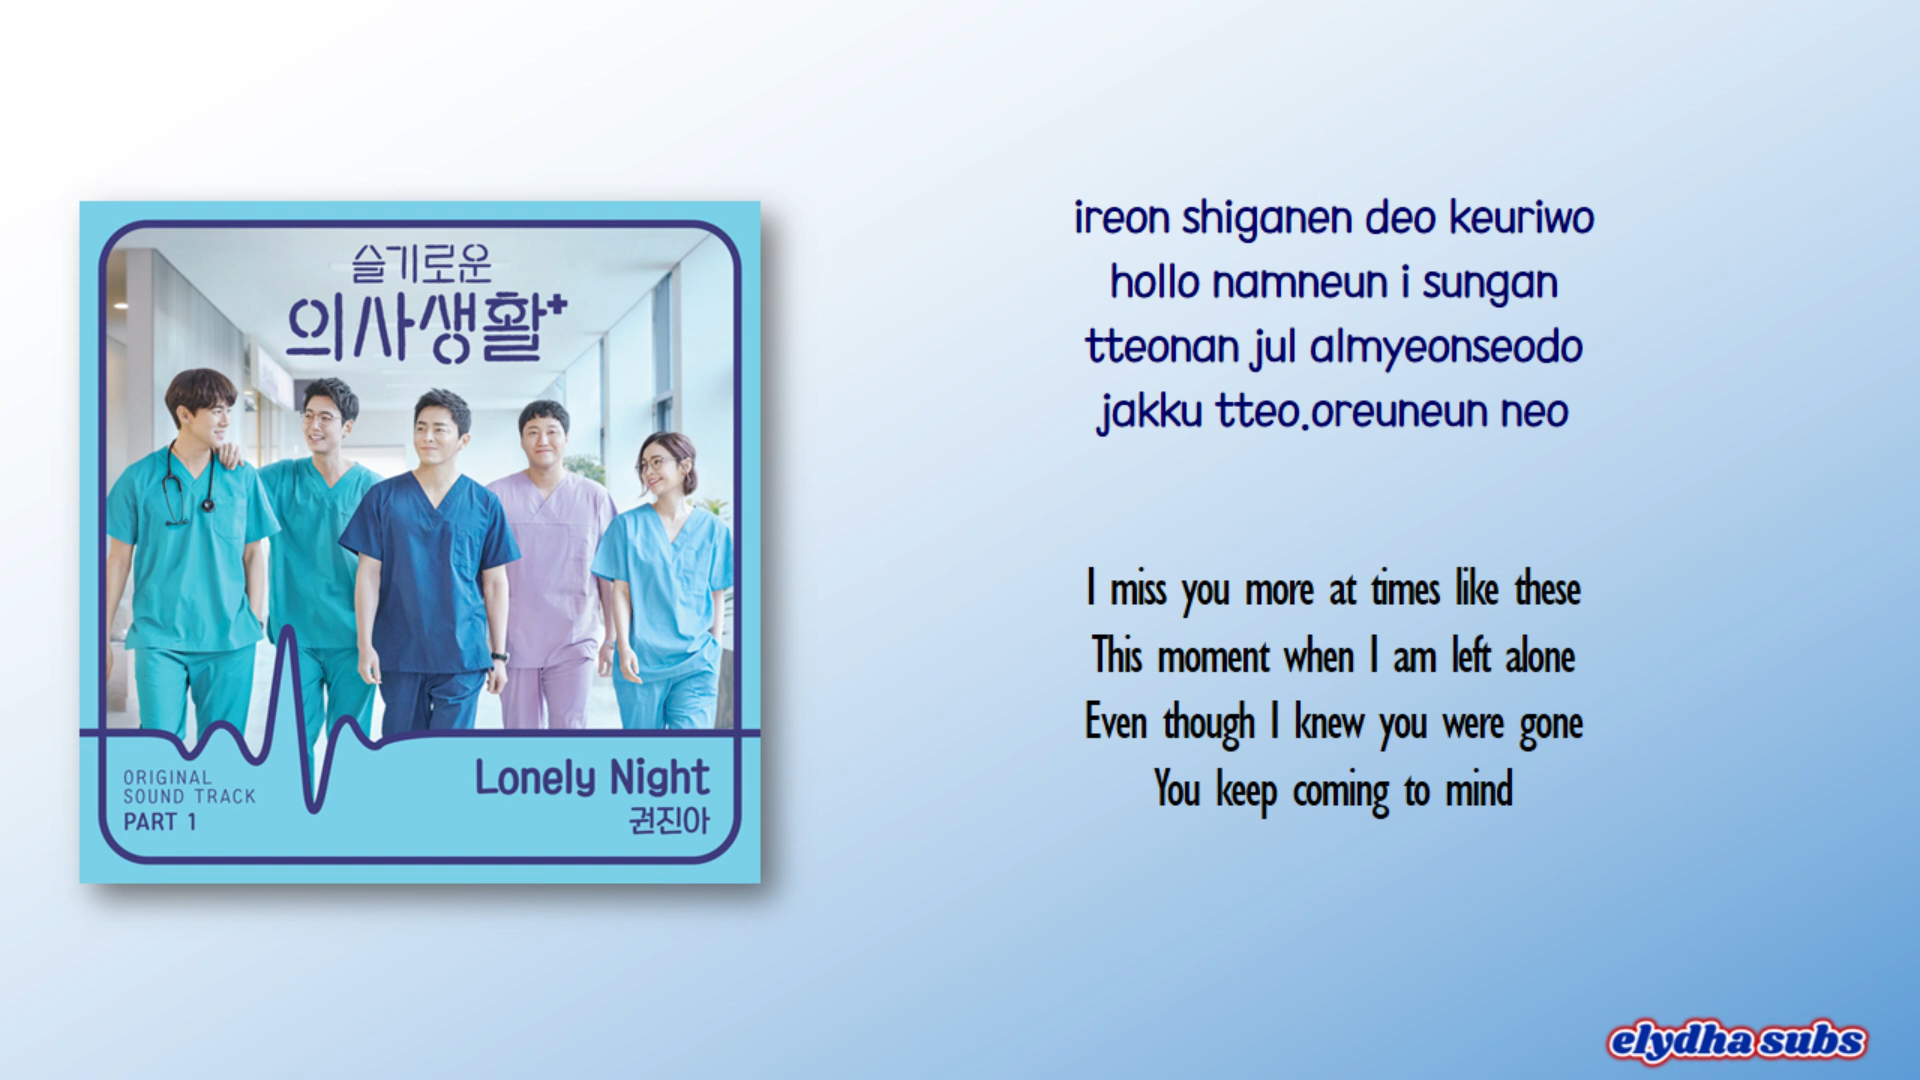 슬기로운
의사생활+
ORIGINAL
SOUND TRACK
PART 1
Lonely Night
권진아
ireon shiganen deo keuriwo
hollo namneun i sungan
tteonan jul almyeonseodo
jakku tteo.oreuneun neo
I miss you more at times like these
This moment when I am left alone
Even though I knew you were gone
You keep coming to mind
elydha subs